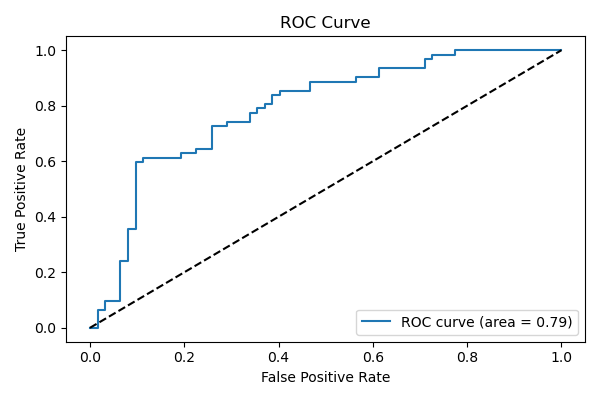 ROC Curve
True Positive Rate
1.0
0.8
0.6
0.4
0.2
0.0
ROC curve (area = 0.79)
0.0 0.2 0.4 0.6 0.8 1.0
False Positive Rate